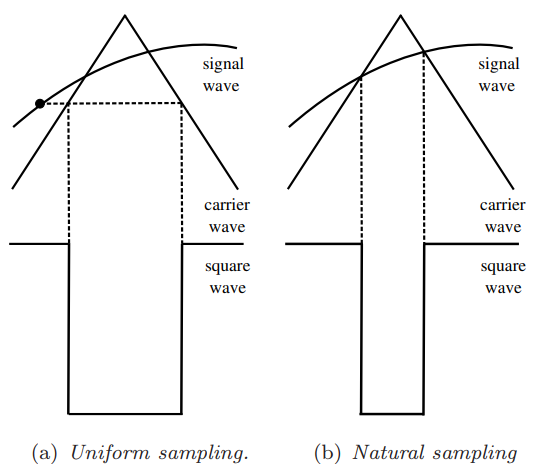 signal
wave
signal
wave
carrier
wave
carrier
wave
square
wave
square
wave
(a) Uniform sampling.
(b) Natural sampling